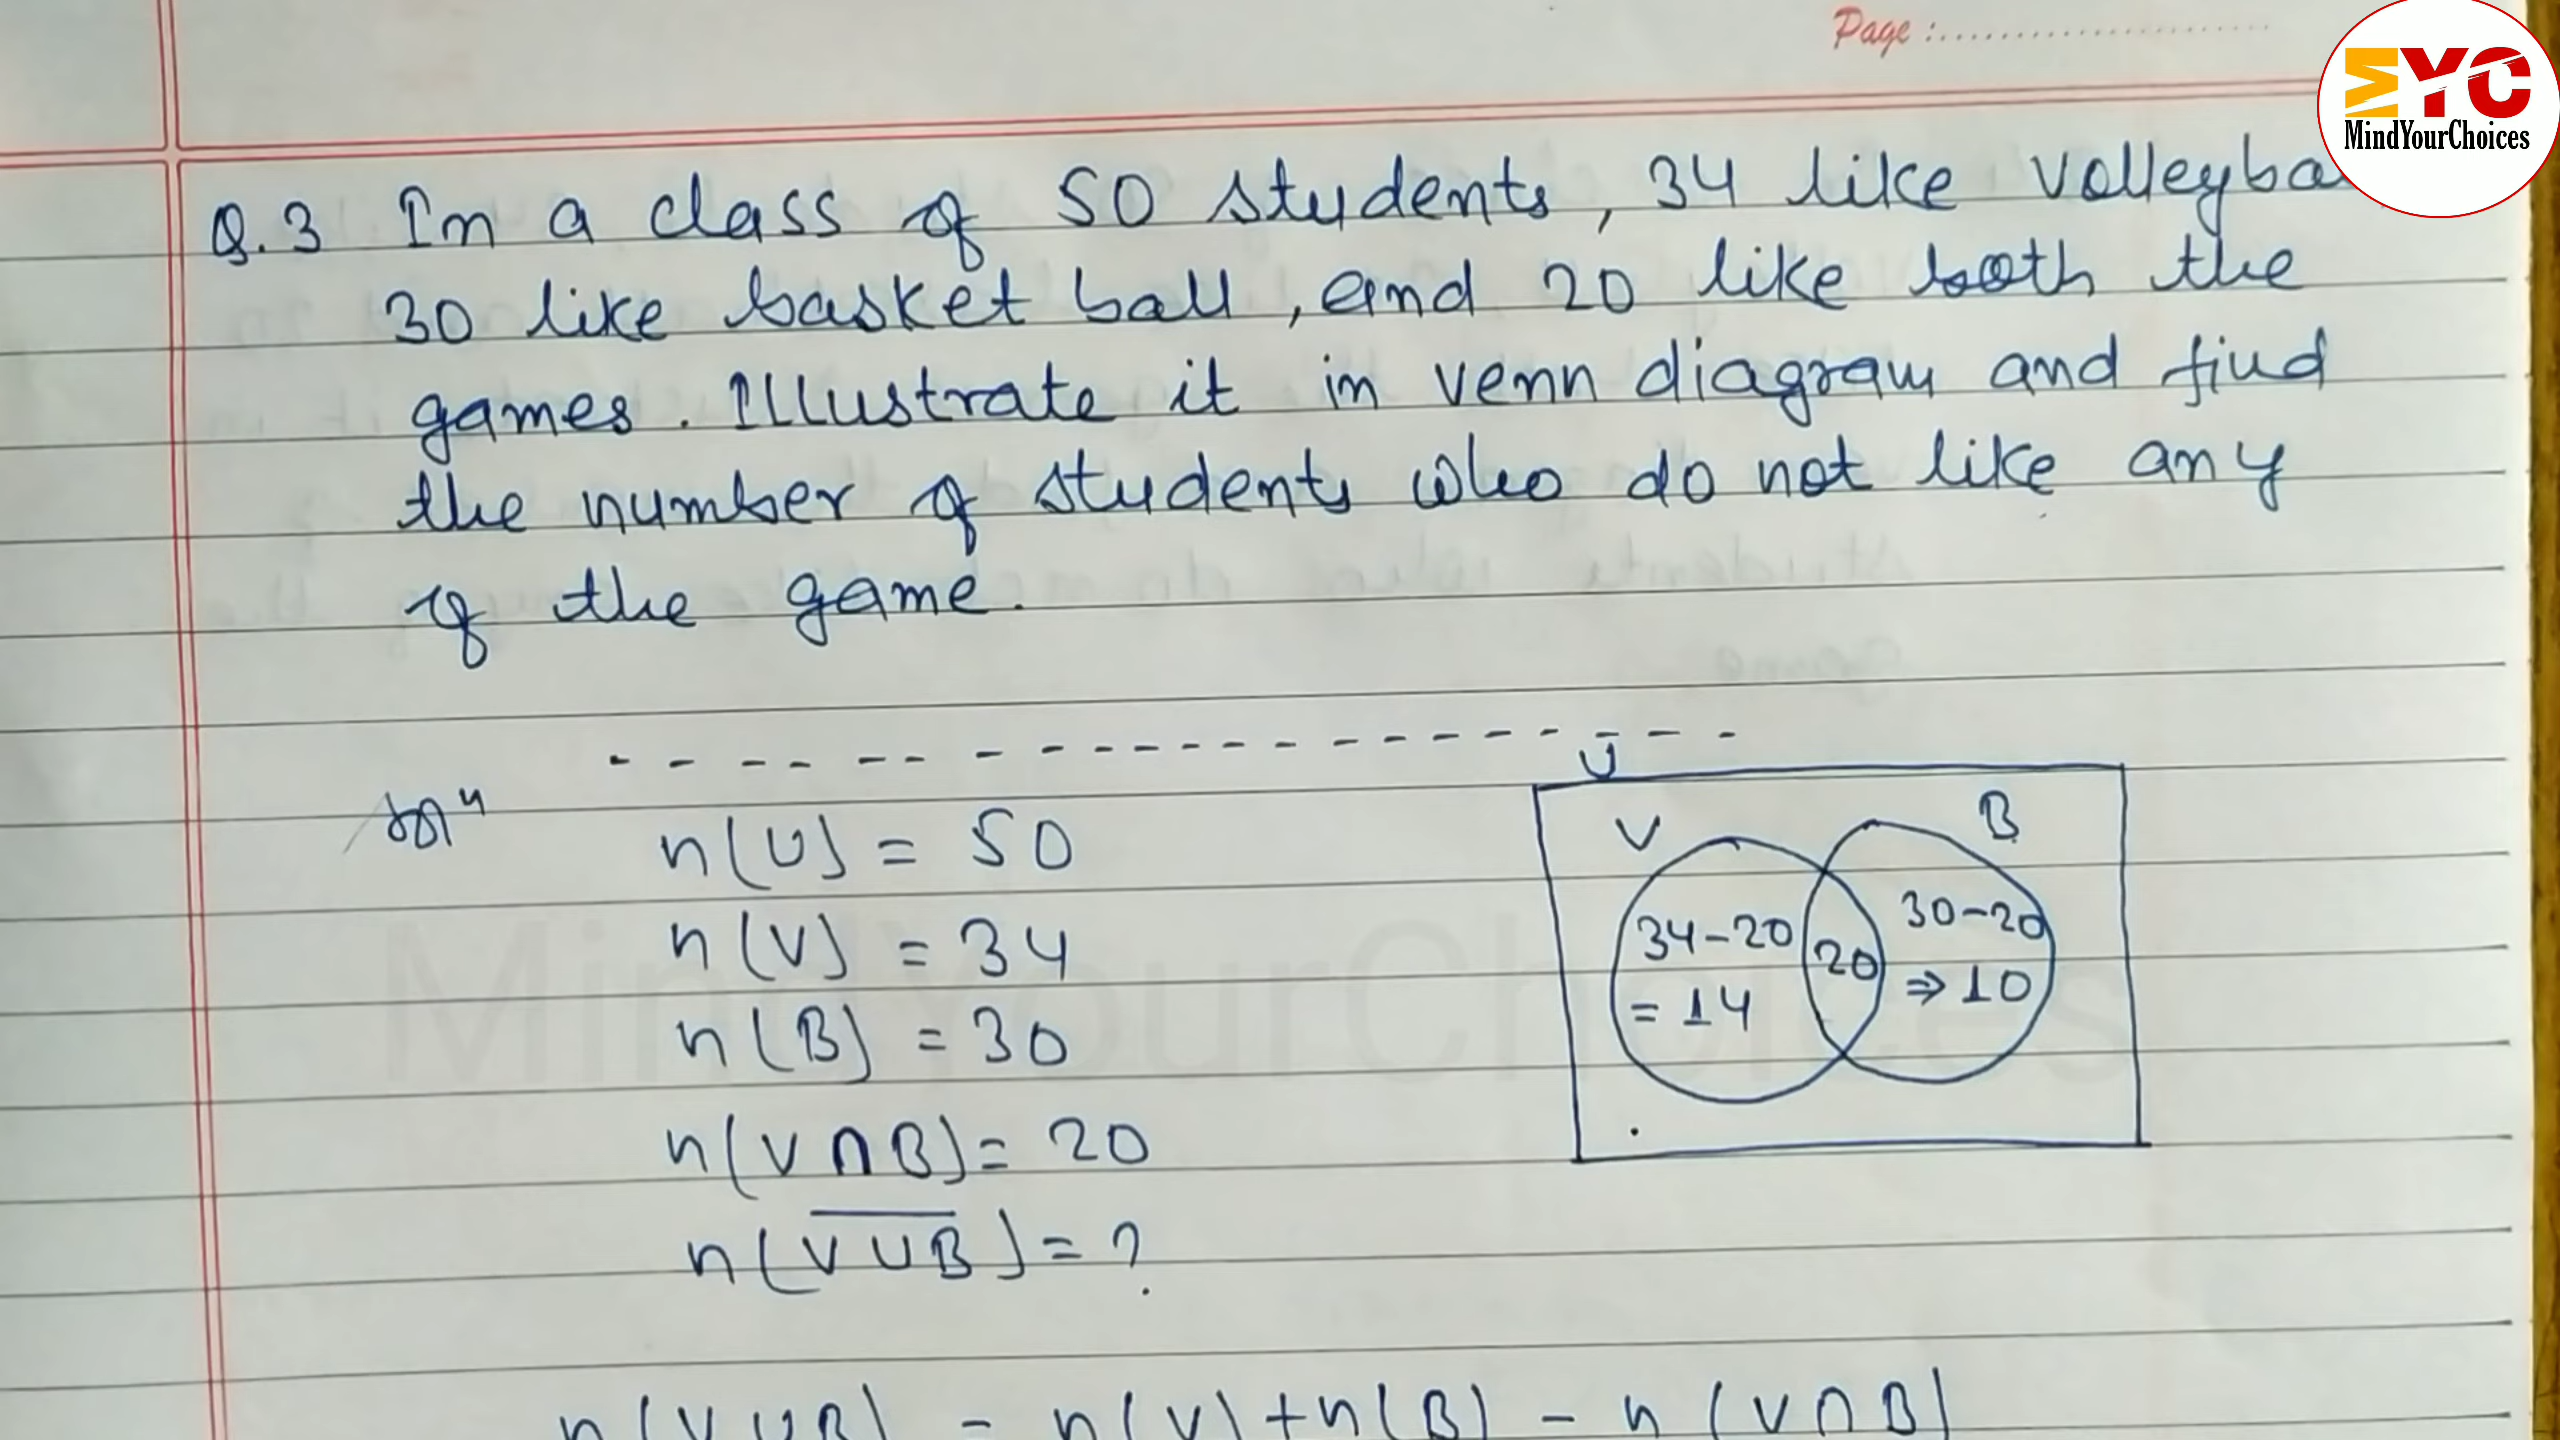 Page :
MYC
MindYourChoices
Q.3 In a class of 50 students, 34 like volleyba
30 like basket ball, and 20 like both the
games. Illustrate it in venn diagram and find
the number of students who do not like any
of the game.
Solⁿ
n(U) = 50
n(V) = 34
n(B) = 30
n(V∩B) = 20
n(V̅ ̅∪̅ ̅B̅) = ?
U
V B
34-20 20 30-20
= 14 ⇒ 10
n(V∪B) = n(V) + n(B) - n(V∩B)
MindYourChoices